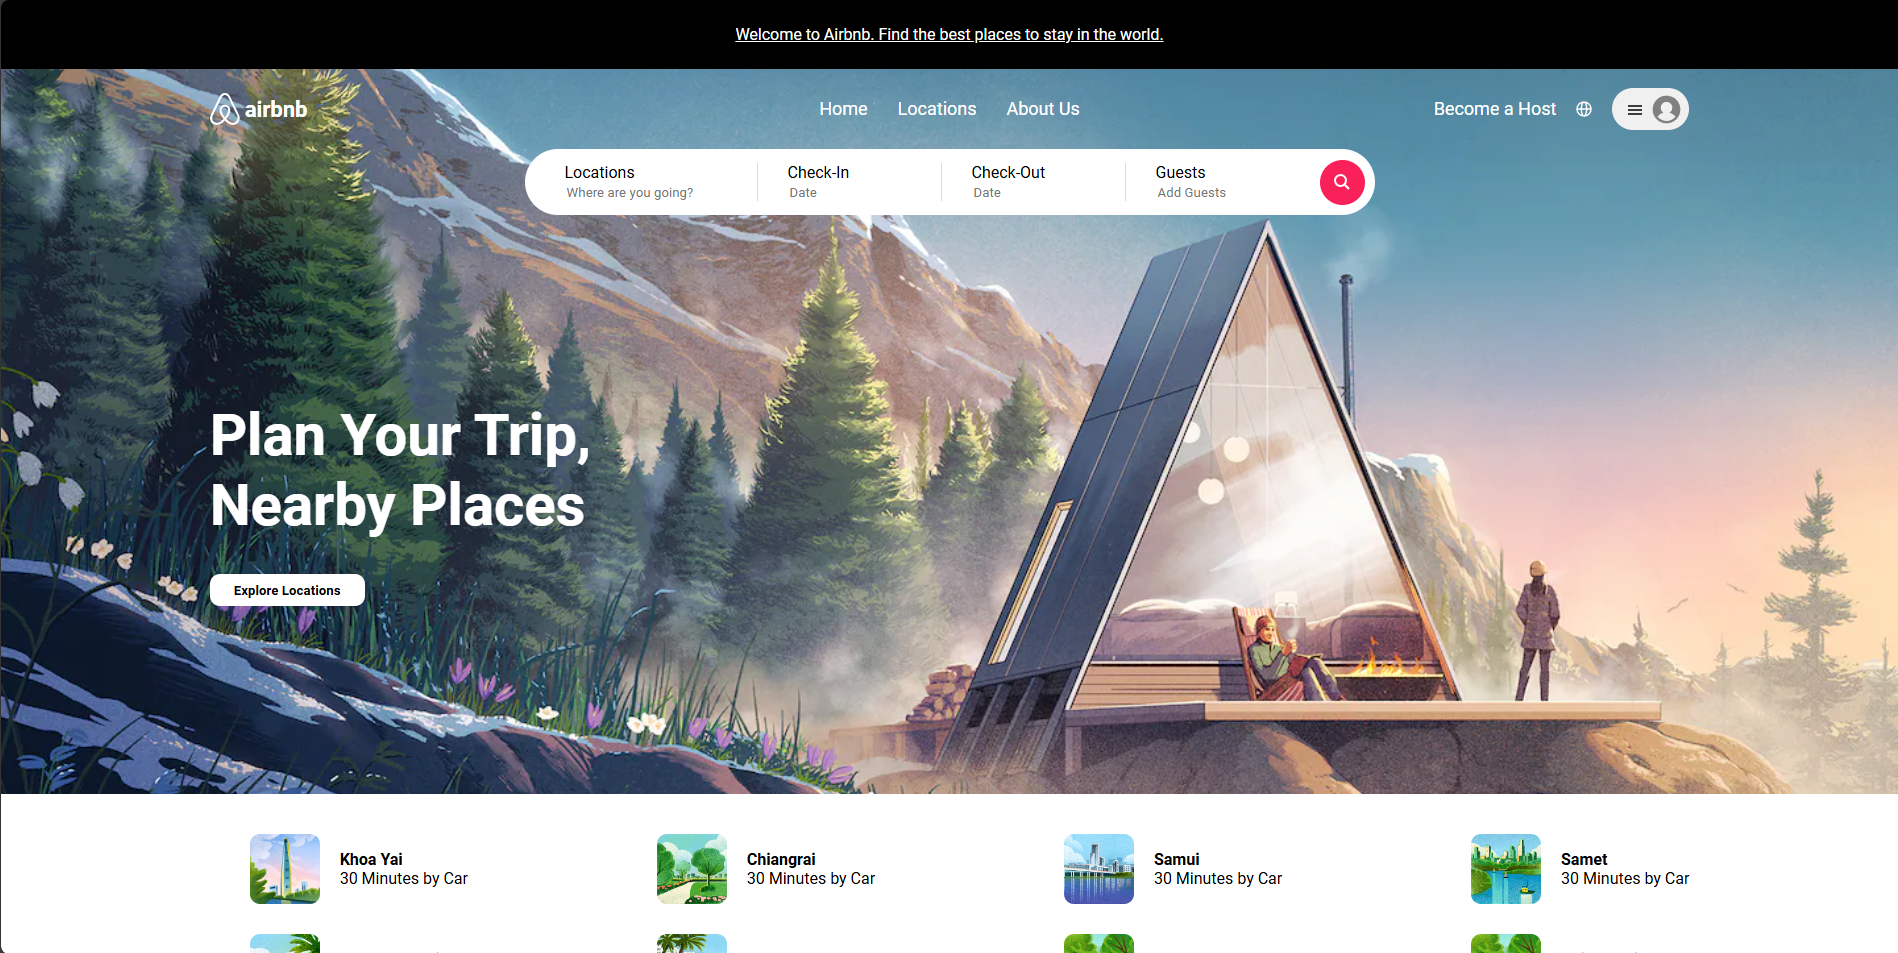 Welcome to Airbnb. Find the best places to stay in the world.
airbnb
Home Locations About Us
Become a Host
Locations
Where are you going?
Check-In
Date
Check-Out
Date
Guests
Add Guests
Plan Your Trip,
Nearby Places
Explore Locations
Khoa Yai
30 Minutes by Car
Chiangrai
30 Minutes by Car
Samui
30 Minutes by Car
Samet
30 Minutes by Car